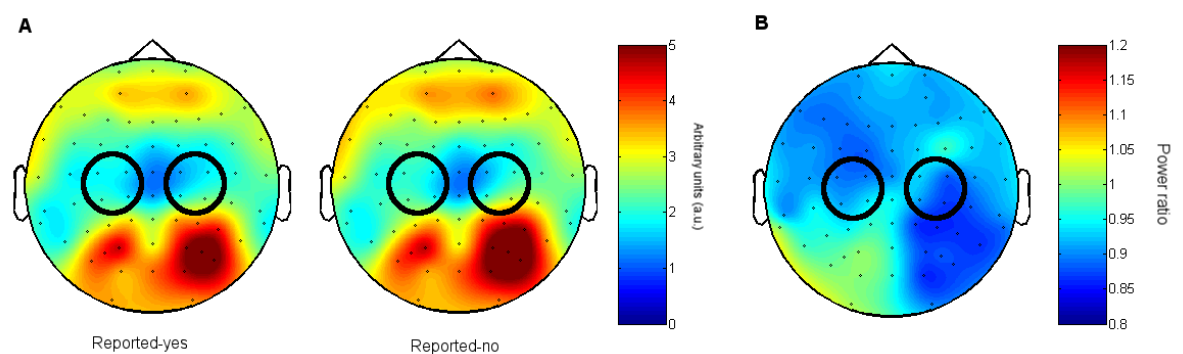 A
B
5
4
3
2
1
0
Arbitrary units (a.u.)
1.2
1.15
1.1
1.05
1
0.95
0.9
0.85
0.8
Power ratio
Reported-yes
Reported-no